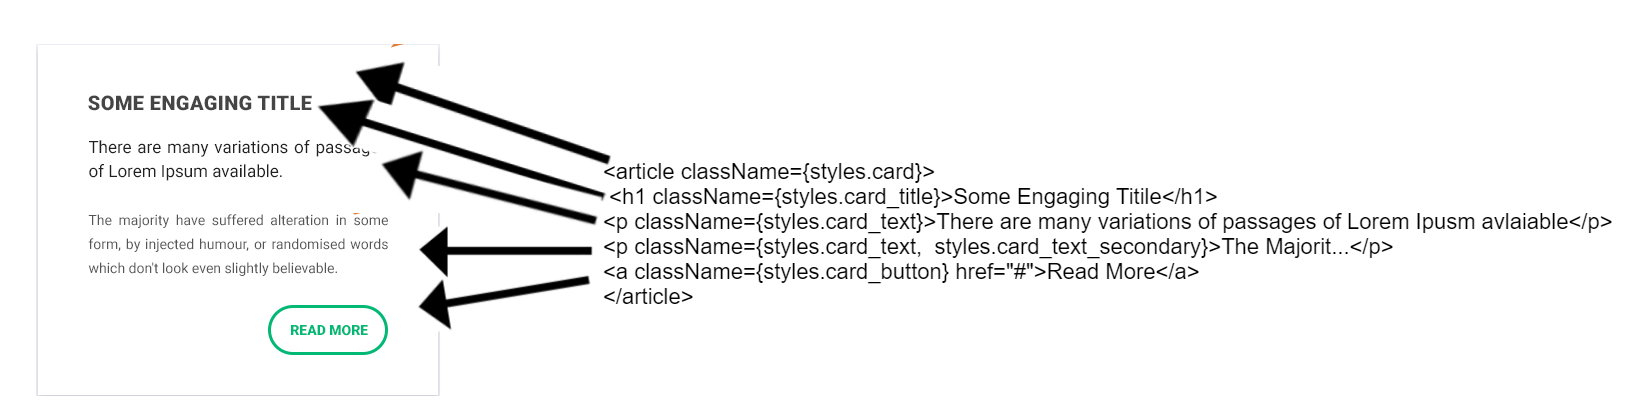 SOME ENGAGING TITLE
There are many variations of passag
of Lorem Ipsum available.
The majority have suffered alteration in some
form, by injected humour, or randomised words
which don't look even slightly believable.
READ MORE
<article className={styles.card}>
<h1 className={styles.card_title}>Some Engaging Titile</h1>
<p className={styles.card_text}>There are many variations of passages of Lorem Ipusm avlaiable</p>
<p className={styles.card_text, styles.card_text_secondary}>The Majorit...</p>
<a className={styles.card_button} href="#">Read More</a>
</article>